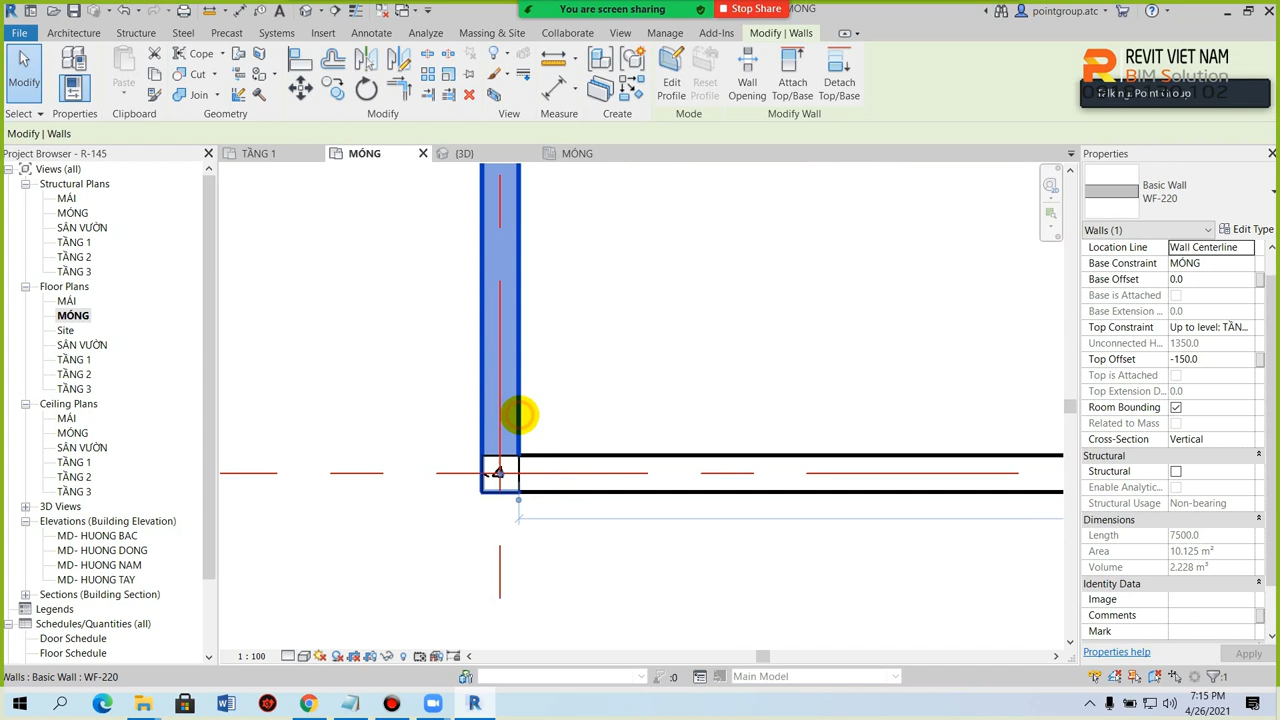 You are screen sharing
Stop Share
MONG
pointgroup.atc
File
Architecture
Structure
Steel
Precast
Systems
Insert
Annotate
Analyze
Massing & Site
Collaborate
View
Manage
Add-Ins
Modify | Walls
REVIT VIET NAM
BIM Solution
Talking: Point Group
Modify
Paste
Cope
Cut
Join
Edit Profile
Reset Profile
Wall Opening
Attach Top/Base
Detach Top/Base
Select
Properties
Clipboard
Geometry
Modify
View
Measure
Create
Mode
Modify Wall
Modify | Walls
Project Browser - R-145
Views (all)
Structural Plans
MÁI
MÓNG
SÂN VƯỜN
TẦNG 1
TẦNG 2
TẦNG 3
Floor Plans
MÁI
MÓNG
Site
SÂN VƯỜN
TẦNG 1
TẦNG 2
TẦNG 3
Ceiling Plans
MÁI
MÓNG
SÂN VƯỜN
TẦNG 1
TẦNG 2
TẦNG 3
3D Views
Elevations (Building Elevation)
MD- HUONG BAC
MD- HUONG DONG
MD- HUONG NAM
MD- HUONG TAY
Sections (Building Section)
Legends
Schedules/Quantities (all)
Door Schedule
Floor Schedule
TẦNG 1
MÓNG
(3D)
MÓNG
Properties
Basic Wall
WF-220
Walls (1)
Edit Type
Location Line Wall Centerline
Base Constraint MÓNG
Base Offset 0.0
Base is Attached
Base Extension ... 0.0
Top Constraint Up to level: TẦN...
Unconnected H... 1350.0
Top Offset -150.0
Top is Attached
Top Extension D... 0.0
Room Bounding
Related to Mass
Cross-Section Vertical
Structural
Structural
Enable Analytic...
Structural Usage Non-bearing
Dimensions
Length 7500.0
Area 10.125 m²
Volume 2.228 m³
Identity Data
Image
Comments
Mark
Properties help
Apply
1 : 100
Walls : Basic Wall : WF-220
:0
Main Model
:1
7:15 PM
4/26/2021